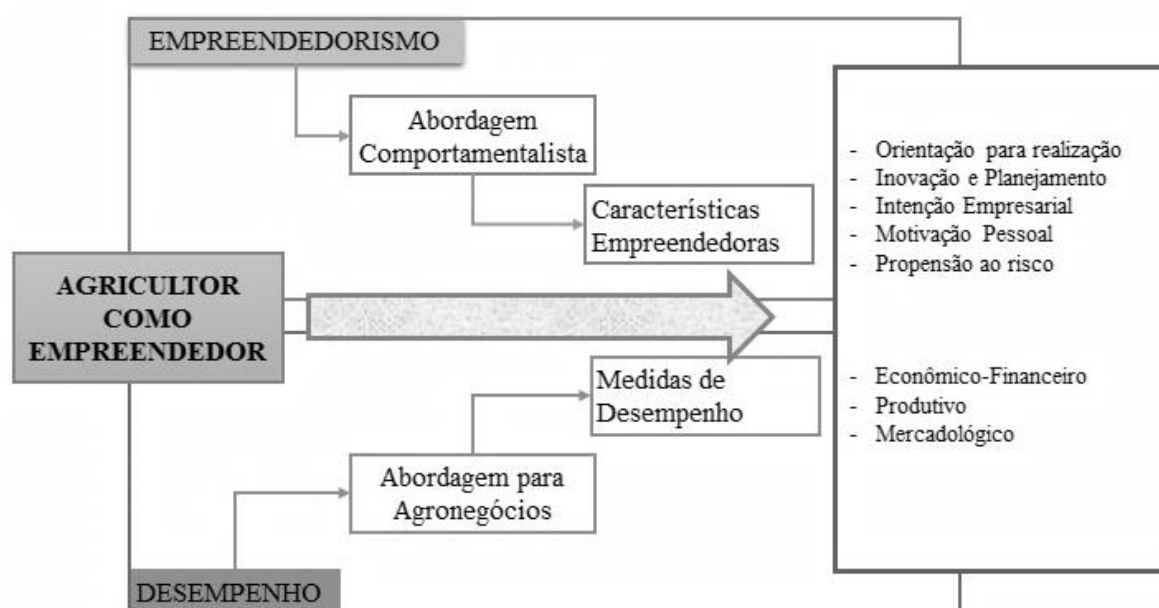 EMPREENDEDORISMO
Abordagem
Comportamentalista
Característícas
Empreendedoras
- Orientação para realização
- Inovação e Planejamento
- Intenção Empresarial
- Motivação Pessoal
- Propensão ao risco
AGRICULTOR
COMO
EMPREENDEDOR
Medidas de
Desempenho
- Econômico-Financeiro
- Produtivo
- Mercadológico
Abordagem para
Agronegócios
DESEMPENHO